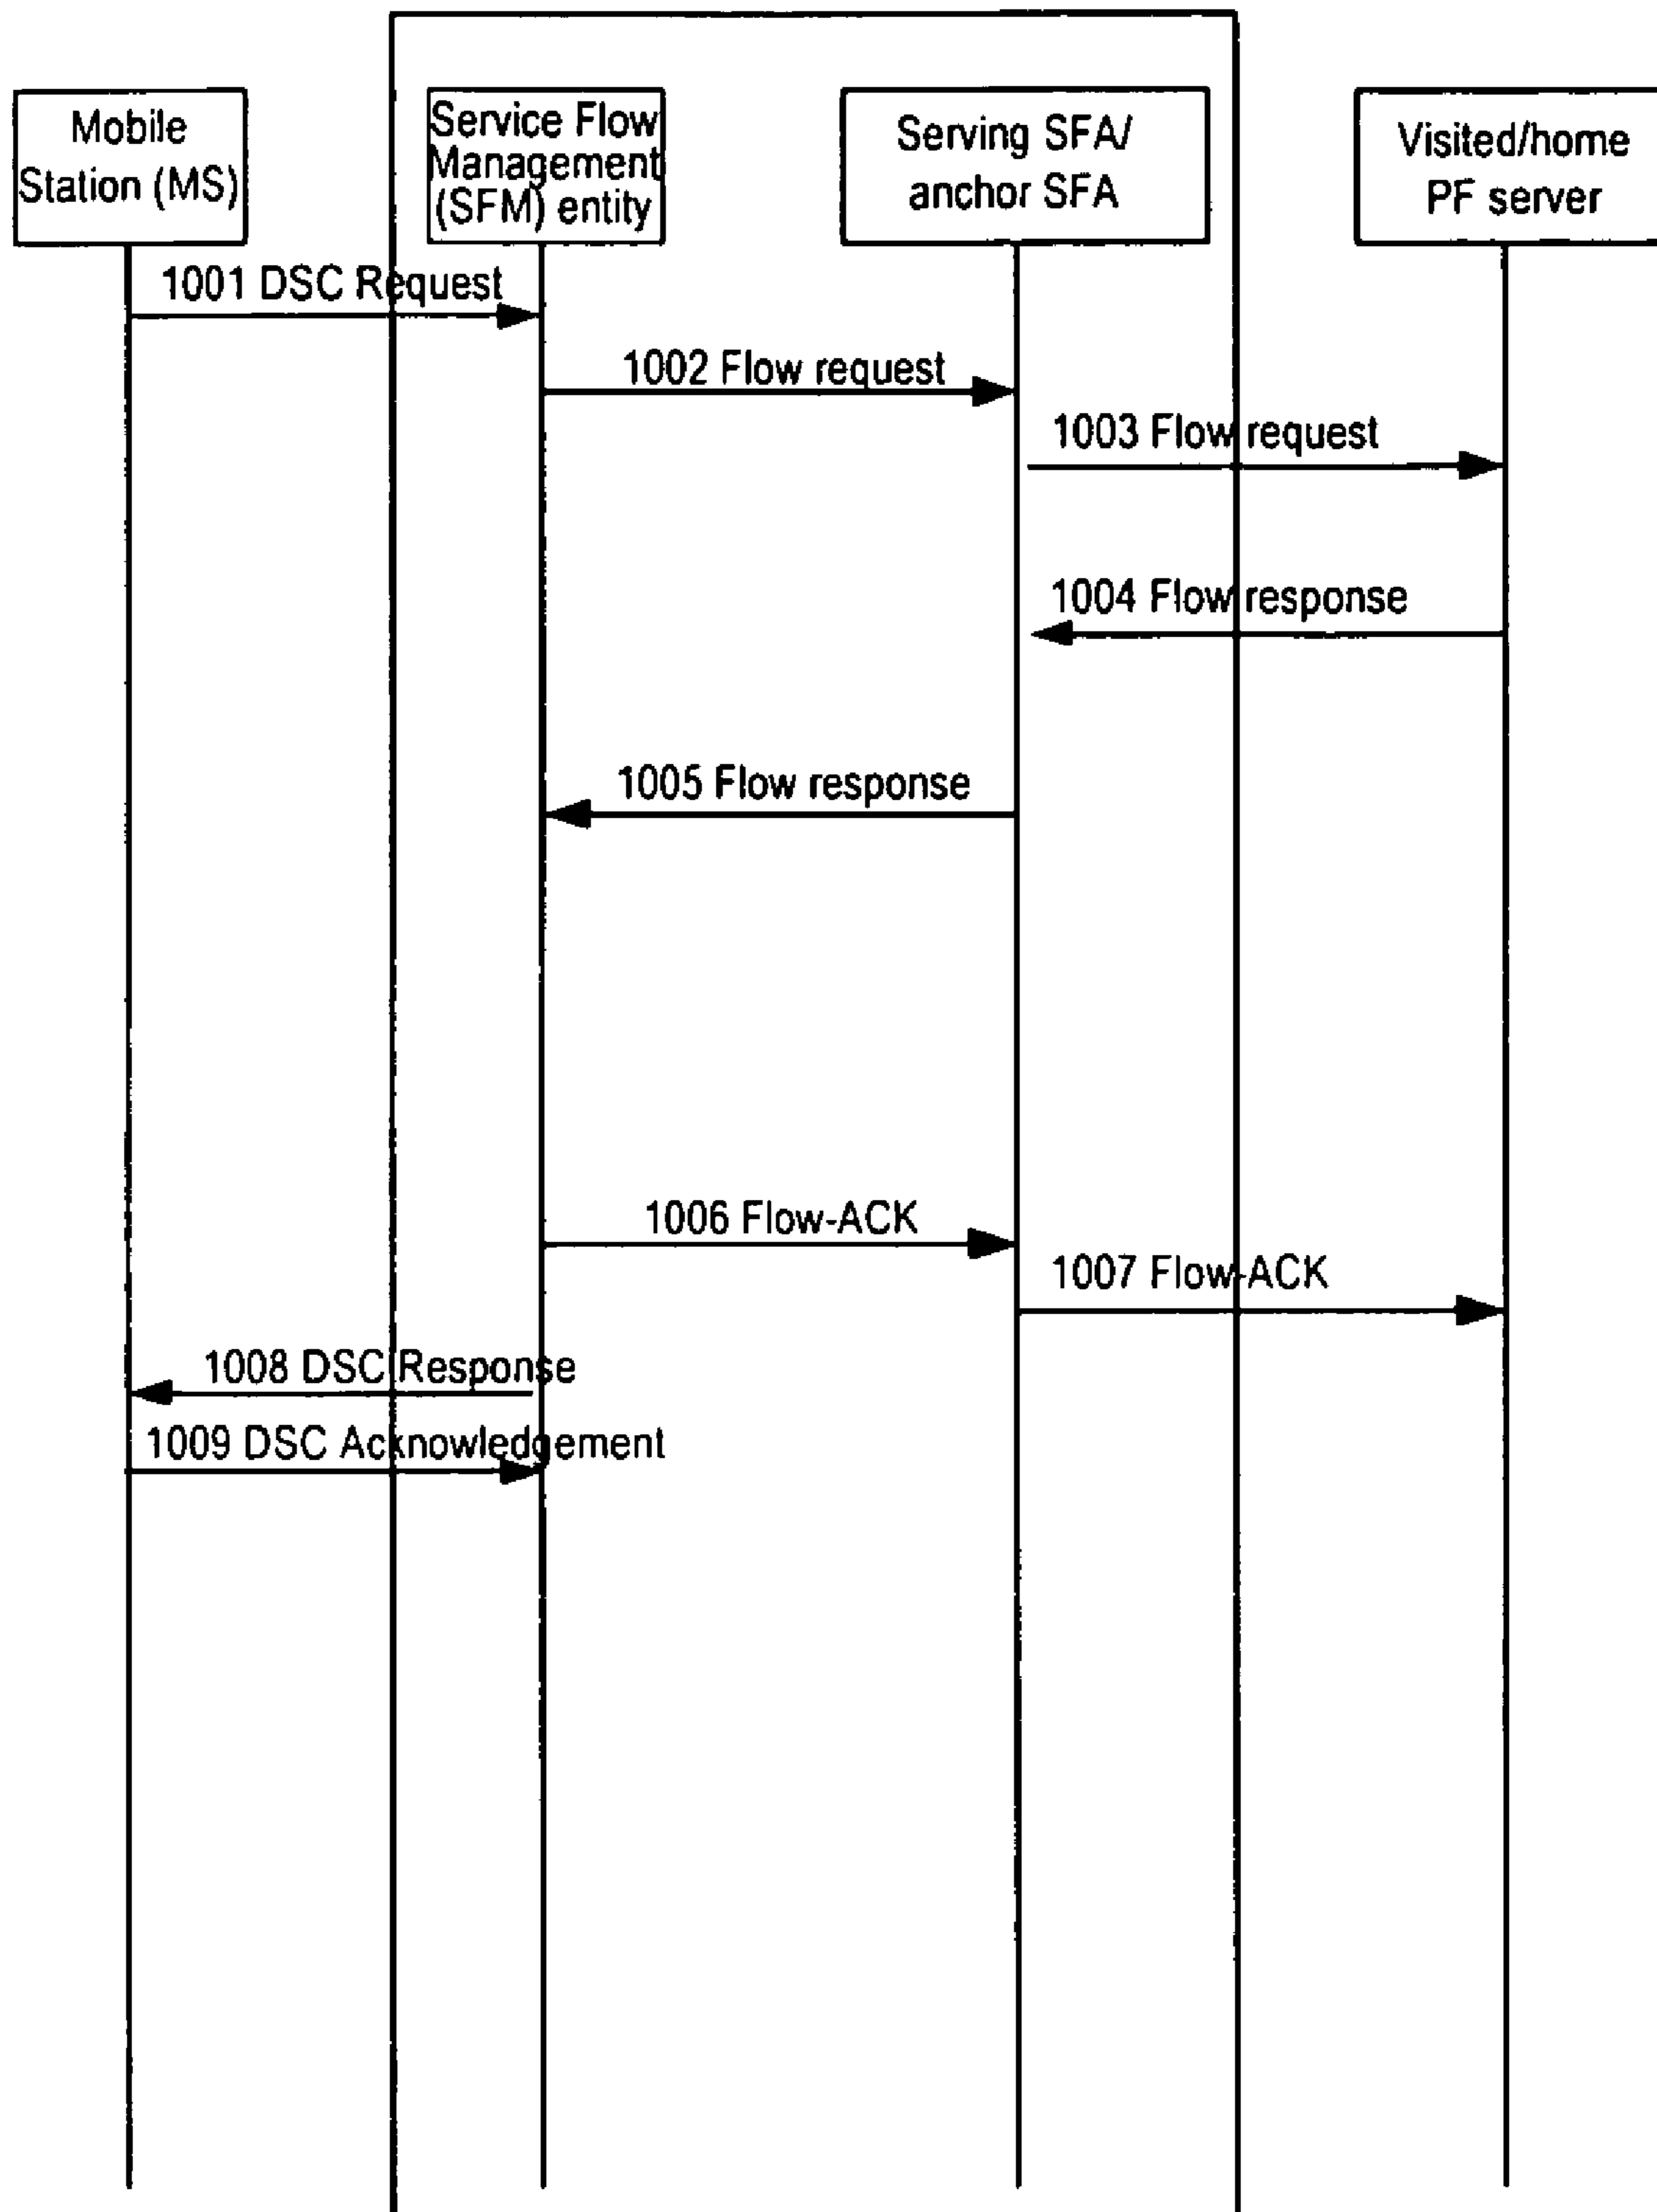 Mobile
Station (MS)
Service Flow
Management
(SFM) entity
Serving SFA/
anchor SFA
Visited/home
PF server
1001 DSC Request
1002 Flow request
1003 Flow request
1004 Flow response
1005 Flow response
1006 Flow-ACK
1007 Flow-ACK
1008 DSC Response
1009 DSC Acknowledgement